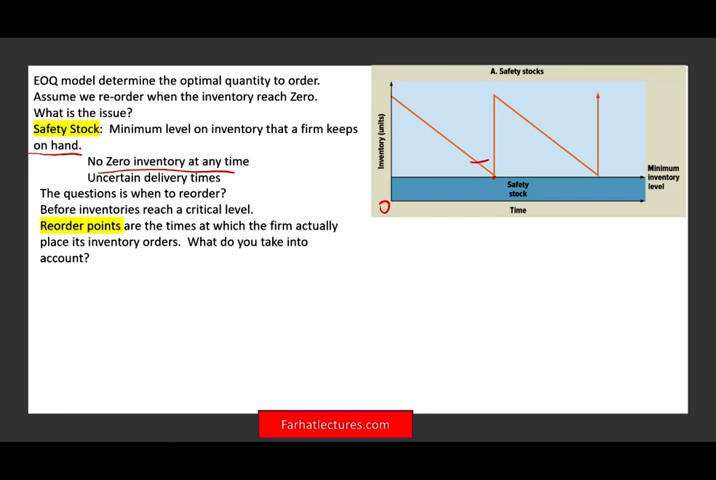 EOQ model determine the optimal quantity to order.
Assume we re-order when the inventory reach Zero.
What is the issue?
Safety Stock: Minimum level on inventory that a firm keeps
on hand.
No Zero inventory at any time
Uncertain delivery times
The questions is when to reorder?
Before inventories reach a critical level.
Reorder points are the times at which the firm actually
place its inventory orders. What do you take into
account?
A. Safety stocks
Inventory (units)
Minimum
inventory
level
Safety
stock
0
Time
Farhatlectures.com